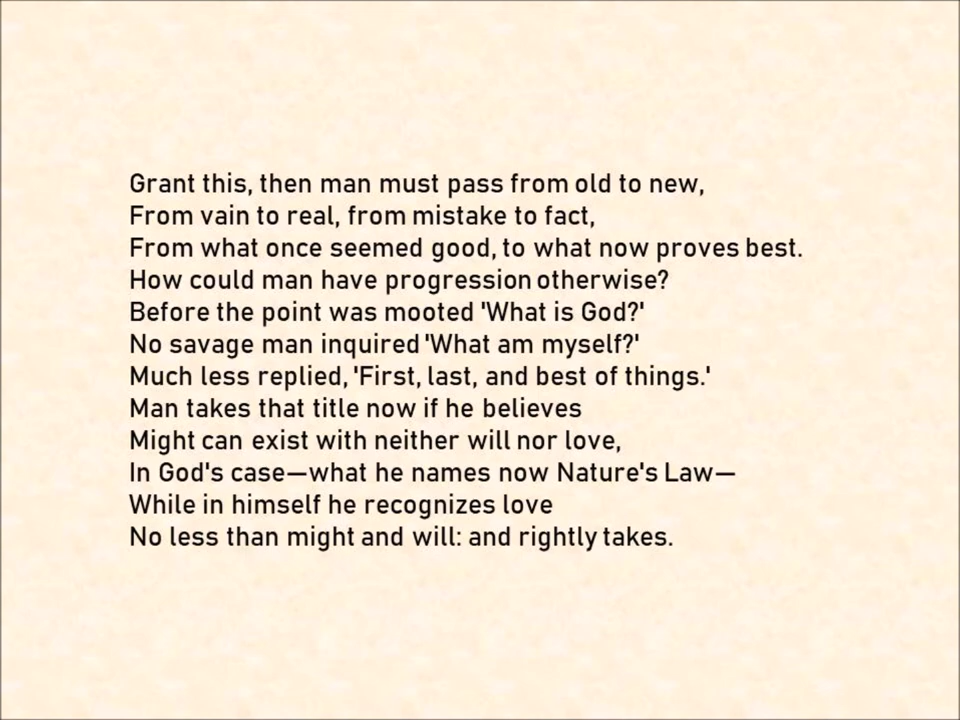 Grant this, then man must pass from old to new,
From vain to real, from mistake to fact,
From what once seemed good, to what now proves best.
How could man have progression otherwise?
Before the point was mooted 'What is God?'
No savage man inquired 'What am myself?'
Much less replied, 'First, last, and best of things.'
Man takes that title now if he believes
Might can exist with neither will nor love,
In God's case—what he names now Nature's Law—
While in himself he recognizes love
No less than might and will: and rightly takes.